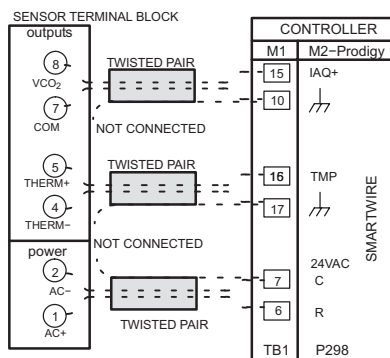 SENSOR TERMINAL BLOCK
outputs
8
VCO₂
7
COM
5
THERM+
4
THERM−
power
2
AC−
1
AC+
TWISTED PAIR
NOT CONNECTED
TWISTED PAIR
NOT CONNECTED
TWISTED PAIR
CONTROLLER
M1 M2−Prodigy
15 IAQ+
10
16 TMP
17
24VAC
7 C
6 R
SMARTWIRE
TB1 P298